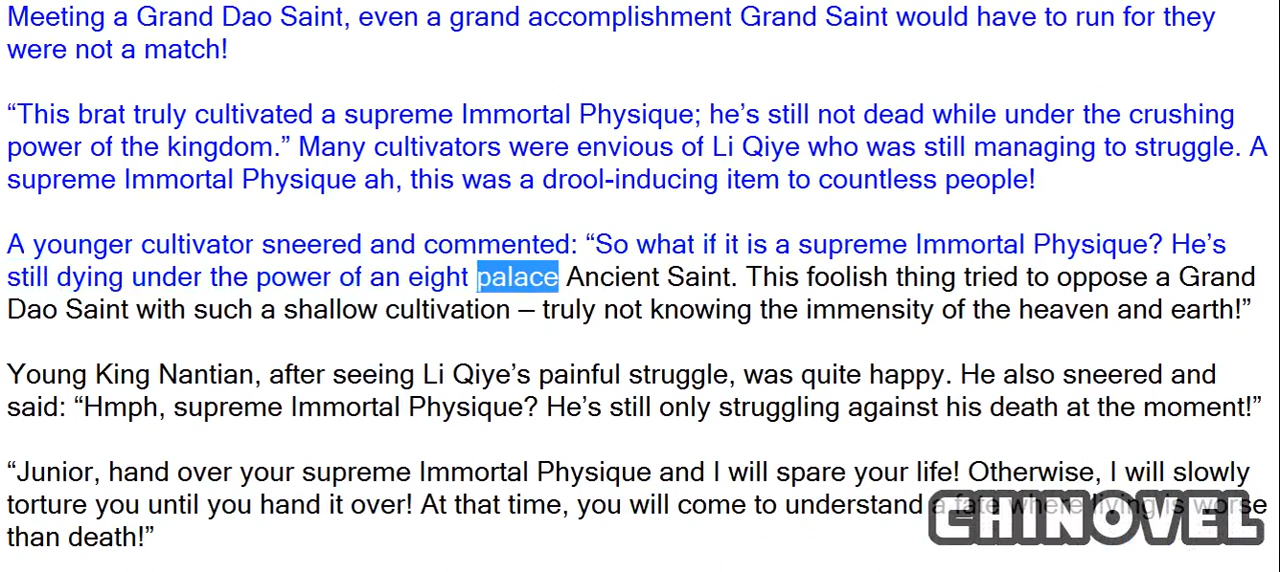 Meeting a Grand Dao Saint, even a grand accomplishment Grand Saint would have to run for they
were not a match!
“This brat truly cultivated a supreme Immortal Physique; he’s still not dead while under the crushing
power of the kingdom.” Many cultivators were envious of Li Qiye who was still managing to struggle. A
supreme Immortal Physique ah, this was a drool-inducing item to countless people!
A younger cultivator sneered and commented: “So what if it is a supreme Immortal Physique? He’s
still dying under the power of an eight palace Ancient Saint. This foolish thing tried to oppose a Grand
Dao Saint with such a shallow cultivation – truly not knowing the immensity of the heaven and earth!”
Young King Nantian, after seeing Li Qiye’s painful struggle, was quite happy. He also sneered and
said: “Hmph, supreme Immortal Physique? He’s still only struggling against his death at the moment!”
“Junior, hand over your supreme Immortal Physique and I will spare your life! Otherwise, I will slowly
torture you until you hand it over! At that time, you will come to understand a fate where living is worse
than death!”
CHINOVEL